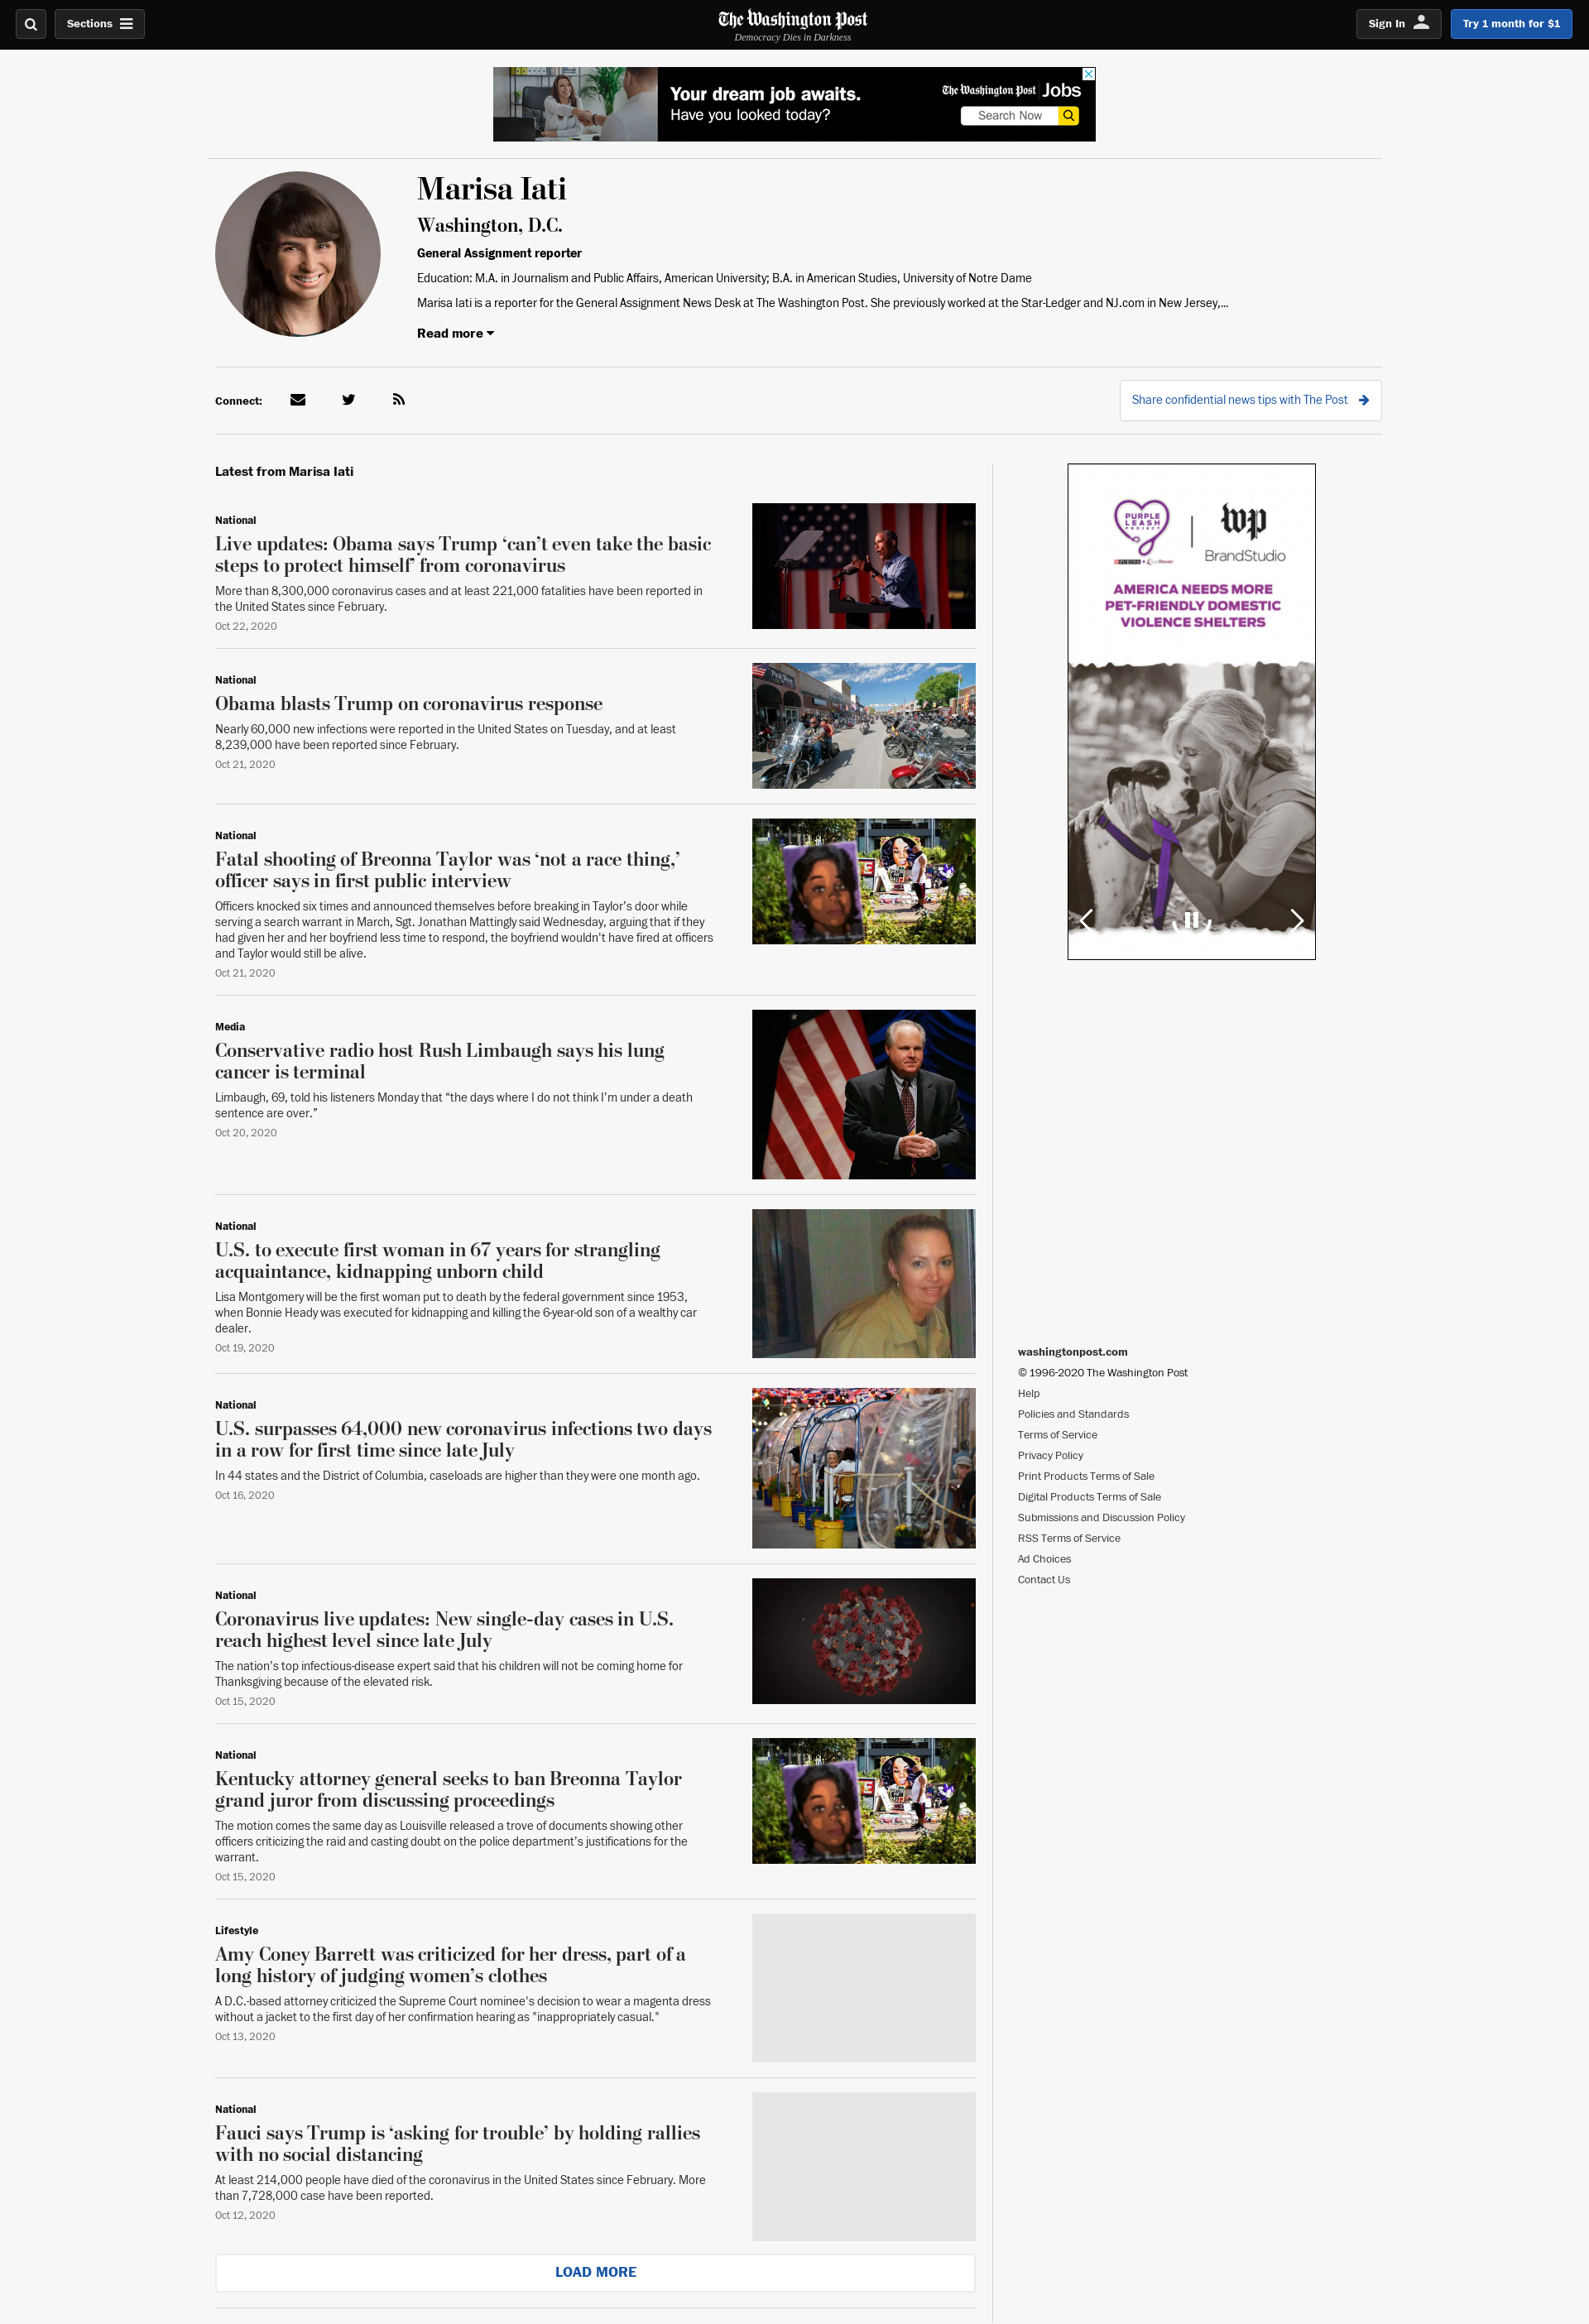 Sections
The Washington Post
Democracy Dies in Darkness
Sign In
Try 1 month for $1
Your dream job awaits.
Have you looked today?
The Washington Post Jobs
Search Now
Marisa Iati
Washington, D.C.
General Assignment reporter
Education: M.A. in Journalism and Public Affairs, American University; B.A. in American Studies, University of Notre Dame
Marisa Iati is a reporter for the General Assignment News Desk at The Washington Post. She previously worked at the Star-Ledger and NJ.com in New Jersey,...
Read more
Connect:
Share confidential news tips with The Post
Latest from Marisa Iati
National
Live updates: Obama says Trump ‘can’t even take the basic
steps to protect himself’ from coronavirus
More than 8,300,000 coronavirus cases and at least 221,000 fatalities have been reported in
the United States since February.
Oct 22, 2020
National
Obama blasts Trump on coronavirus response
Nearly 60,000 new infections were reported in the United States on Tuesday, and at least
8,239,000 have been reported since February.
Oct 21, 2020
National
Fatal shooting of Breonna Taylor was ‘not a race thing,’
officer says in first public interview
Officers knocked six times and announced themselves before breaking in Taylor’s door while
serving a search warrant in March, Sgt. Jonathan Mattingly said Wednesday, arguing that if they
had given her and her boyfriend less time to respond, the boyfriend wouldn't have fired at officers
and Taylor would still be alive.
Oct 21, 2020
Media
Conservative radio host Rush Limbaugh says his lung
cancer is terminal
Limbaugh, 69, told his listeners Monday that “the days where I do not think I’m under a death
sentence are over.”
Oct 20, 2020
National
U.S. to execute first woman in 67 years for strangling
acquaintance, kidnapping unborn child
Lisa Montgomery will be the first woman put to death by the federal government since 1953,
when Bonnie Heady was executed for kidnapping and killing the 6-year-old son of a wealthy car
dealer.
Oct 19, 2020
National
U.S. surpasses 64,000 new coronavirus infections two days
in a row for first time since late July
In 44 states and the District of Columbia, caseloads are higher than they were one month ago.
Oct 16, 2020
National
Coronavirus live updates: New single-day cases in U.S.
reach highest level since late July
The nation’s top infectious-disease expert said that his children will not be coming home for
Thanksgiving because of the elevated risk.
Oct 15, 2020
National
Kentucky attorney general seeks to ban Breonna Taylor
grand juror from discussing proceedings
The motion comes the same day as Louisville released a trove of documents showing other
officers criticizing the raid and casting doubt on the police department’s justifications for the
warrant.
Oct 15, 2020
Lifestyle
Amy Coney Barrett was criticized for her dress, part of a
long history of judging women’s clothes
A D.C.-based attorney criticized the Supreme Court nominee's decision to wear a magenta dress
without a jacket to the first day of her confirmation hearing as "inappropriately casual."
Oct 13, 2020
National
Fauci says Trump is ‘asking for trouble’ by holding rallies
with no social distancing
At least 214,000 people have died of the coronavirus in the United States since February. More
than 7,728,000 case have been reported.
Oct 12, 2020
LOAD MORE
PURPLE
LEASH
PROJECT
wp
BrandStudio
AMERICA NEEDS MORE
PET-FRIENDLY DOMESTIC
VIOLENCE SHELTERS
washingtonpost.com
© 1996-2020 The Washington Post
Help
Policies and Standards
Terms of Service
Privacy Policy
Print Products Terms of Sale
Digital Products Terms of Sale
Submissions and Discussion Policy
RSS Terms of Service
Ad Choices
Contact Us